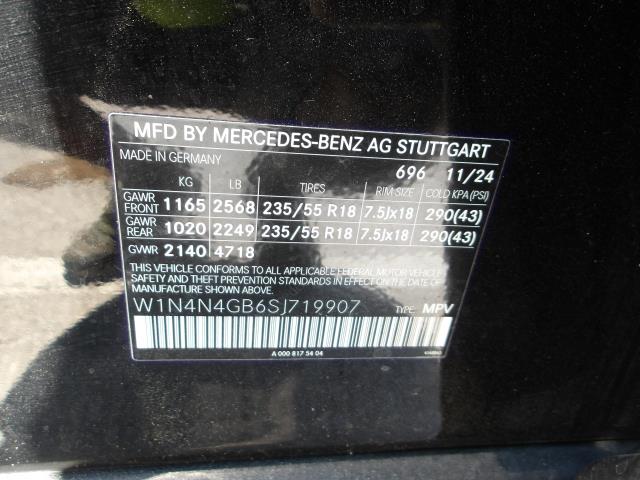 MFD BY MERCEDES-BENZ AG STUTTGART
MADE IN GERMANY 696 11/24
KG LB TIRES RIM SIZE COLD KPA (PSI)
GAWR FRONT 1165 2568 235/55 R18 7.5Jx18 290(43)
GAWR REAR 1020 2249 235/55 R18 7.5Jx18 290(43)
GVWR 2140 4718
THIS VEHICLE CONFORMS TO ALL APPLICABLE FEDERAL MOTOR VEHICLE
SAFETY AND THEFT PREVENTION STANDARDS IN EFFECT ON THE DATE OF
MANUFACTURE SHOWN ABOVE.
W1N4N4GB6SJ719907 TYPE: MPV
A 000 817 54 04